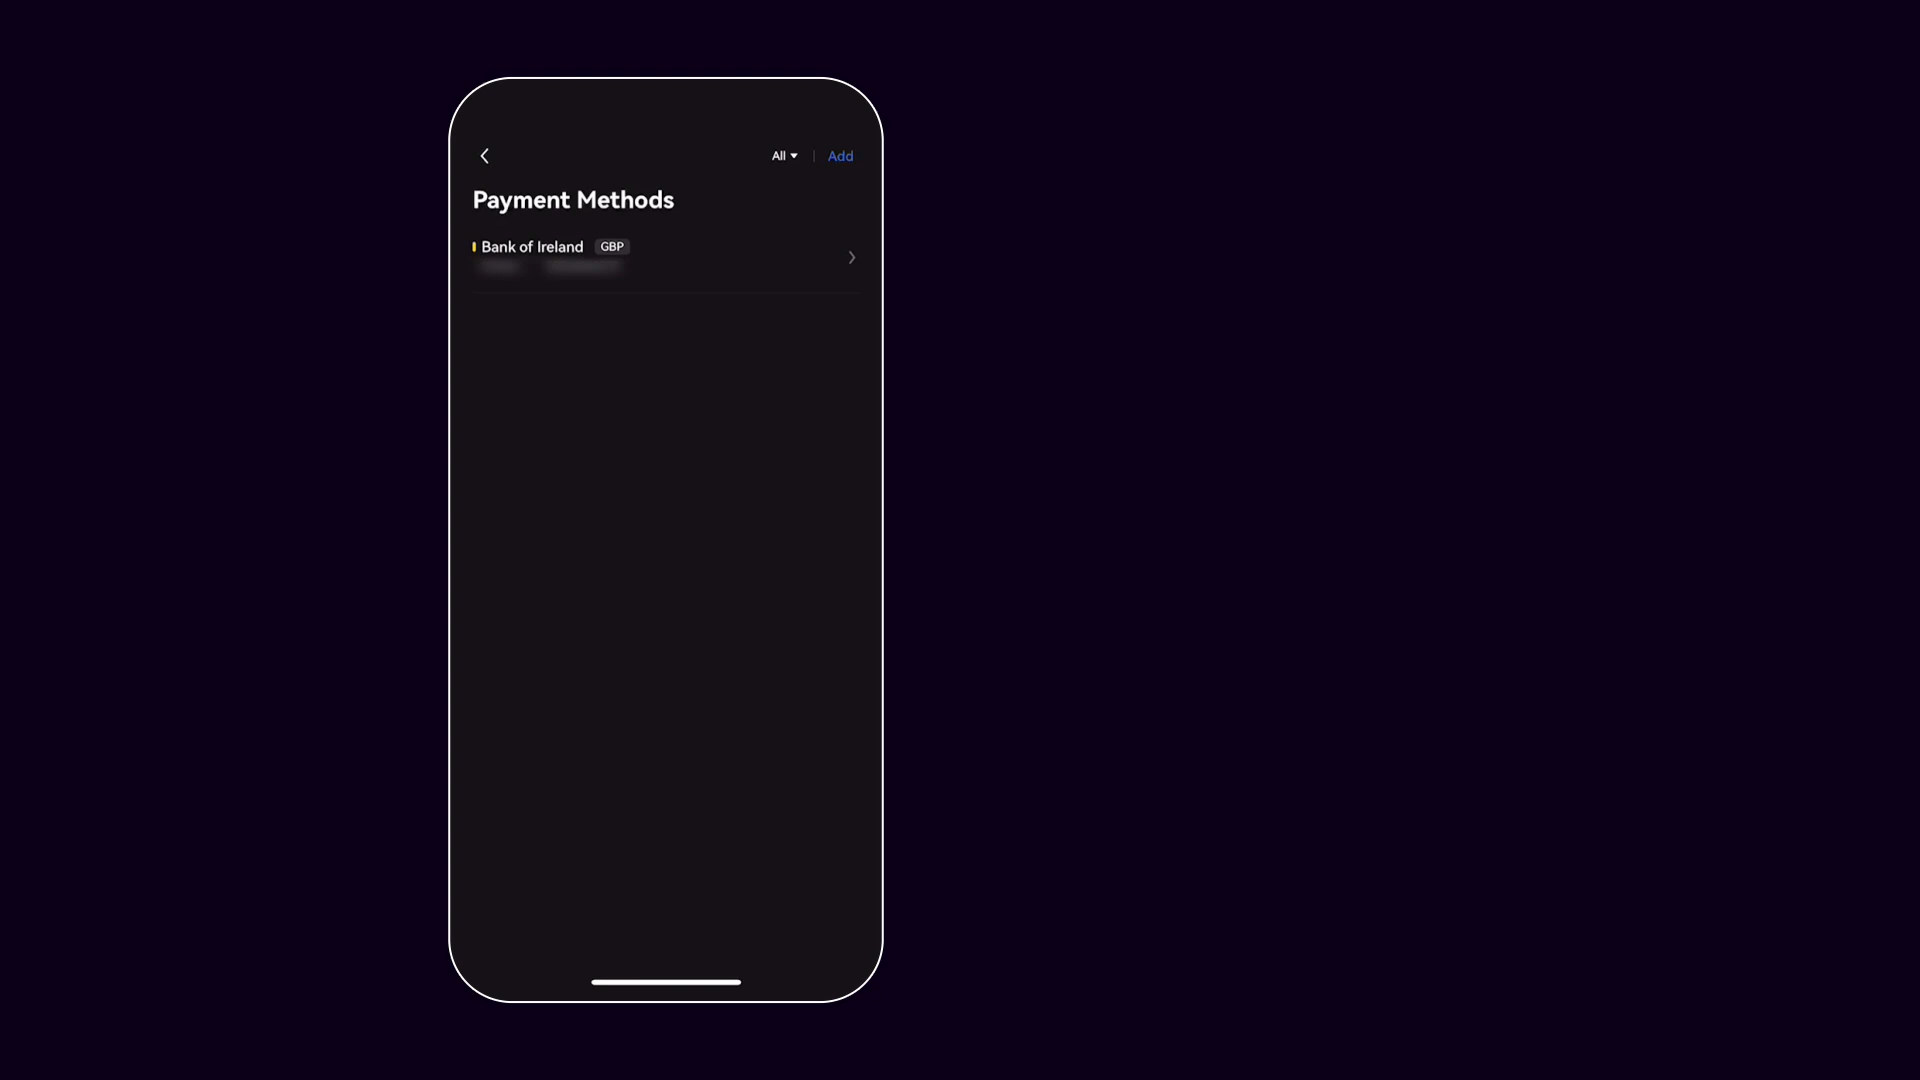 All
Add
Payment Methods
Bank of Ireland GBP